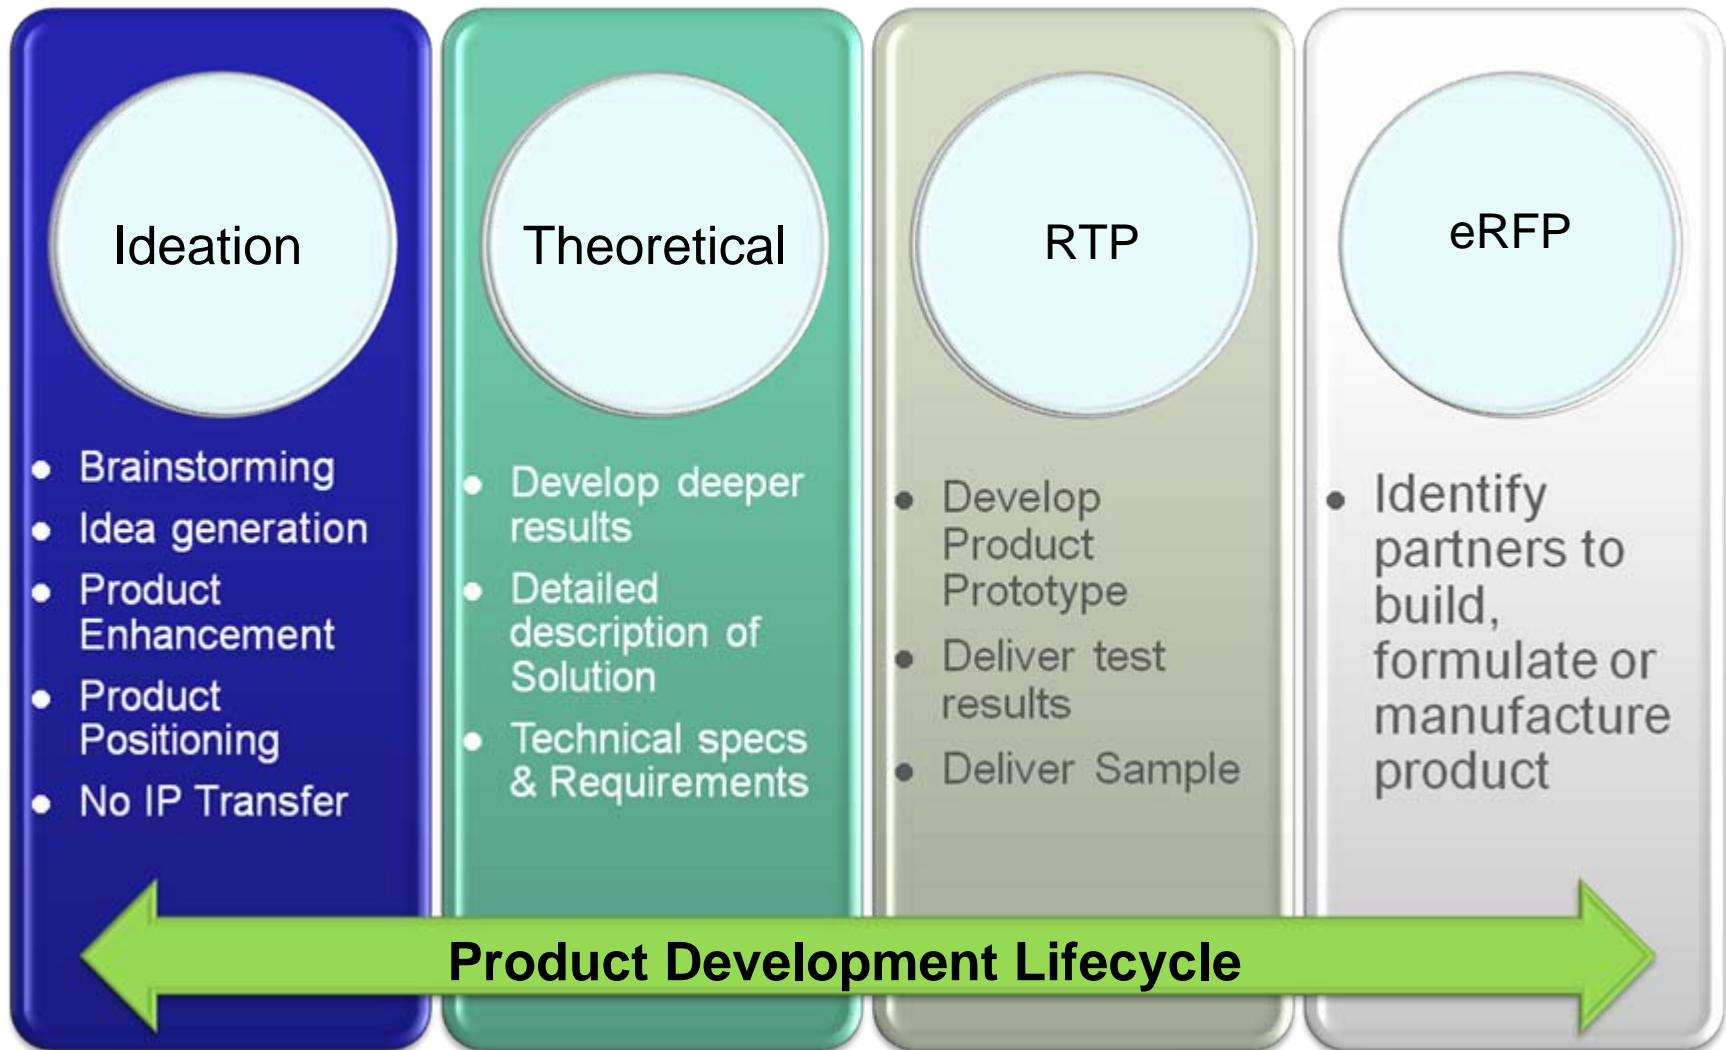 Ideation
Brainstorming
Idea generation
Product
Enhancement
Product
Positioning
No IP Transfer
Theoretical
Develop deeper
results
Detailed
description of
Solution
Technical specs
& Requirements
RTP
Develop
Product
Prototype
Deliver test
results
Deliver Sample
eRFP
Identify
partners to
build,
formulate or
manufacture
product
Product Development Lifecycle